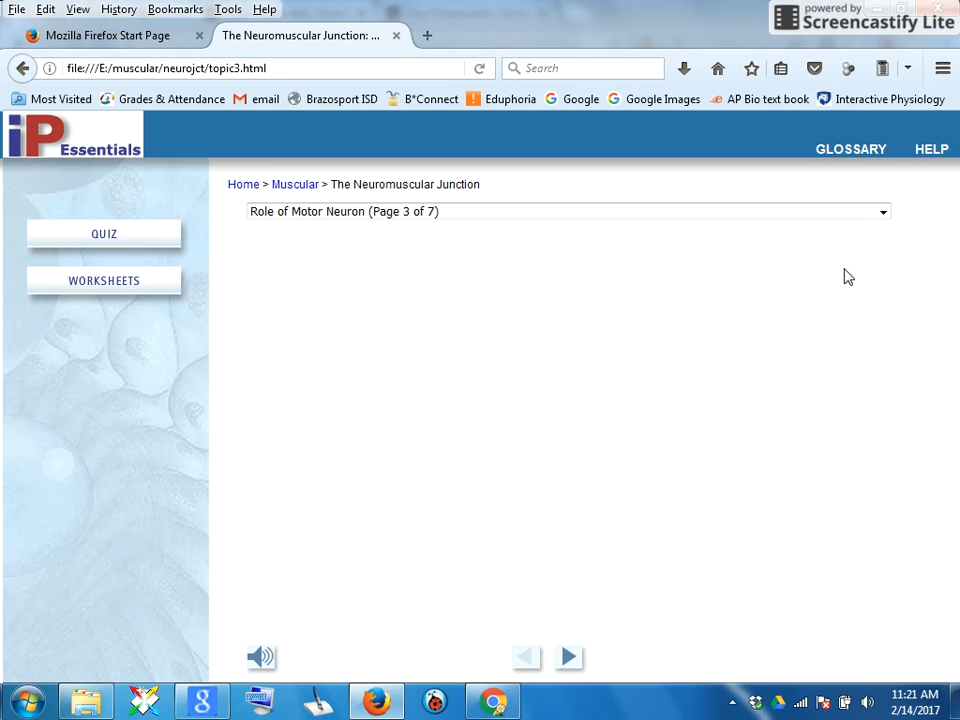 File Edit View History Bookmarks Tools Help
powered by
Screencastify Lite
Mozilla Firefox Start Page
The Neuromuscular Junction: ...
file:///E:/muscular/neurojct/topic3.html
Search
Most Visited Grades & Attendance email Brazosport ISD B*Connect Eduphoria Google Google Images AP Bio text book Interactive Physiology
iP Essentials
GLOSSARY HELP
Home > Muscular > The Neuromuscular Junction
Role of Motor Neuron (Page 3 of 7)
QUIZ
WORKSHEETS
11:21 AM
2/14/2017